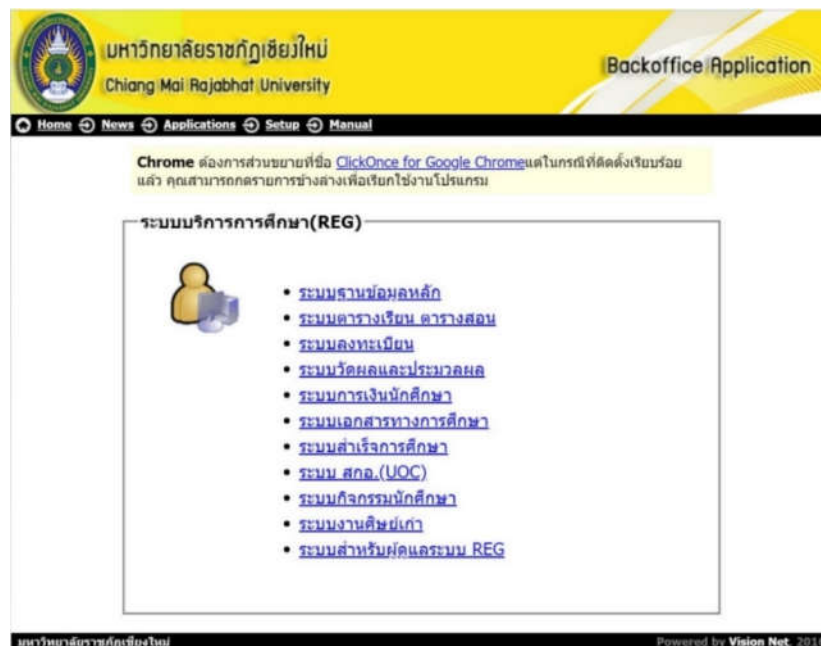 มหาวิทยาลัยราชภัฏเชียงใหม่
Chiang Mai Rajabhat University
Backoffice Application
Home News Applications Setup Manual
Chrome ต้องการส่วนขยายที่ชื่อ ClickOnce for Google Chromeแต่ในกรณีที่ติดตั้งเรียบร้อย
แล้ว คุณสามารถกดรายการข้างล่างเพื่อเรียกใช้งานโปรแกรม
ระบบบริการการศึกษา(REG)
ระบบฐานข้อมูลหลัก
ระบบตารางเรียน ตารางสอน
ระบบลงทะเบียน
ระบบวัดผลและประมวลผล
ระบบการเงินนักศึกษา
ระบบเอกสารทางการศึกษา
ระบบสำเร็จการศึกษา
ระบบ สกอ.(UOC)
ระบบกิจกรรมนักศึกษา
ระบบงานศิษย์เก่า
ระบบสำหรับผู้ดูแลระบบ REG
มหาวิทยาลัยราชภัฏเชียงใหม่
Powered by Vision Net, 2016